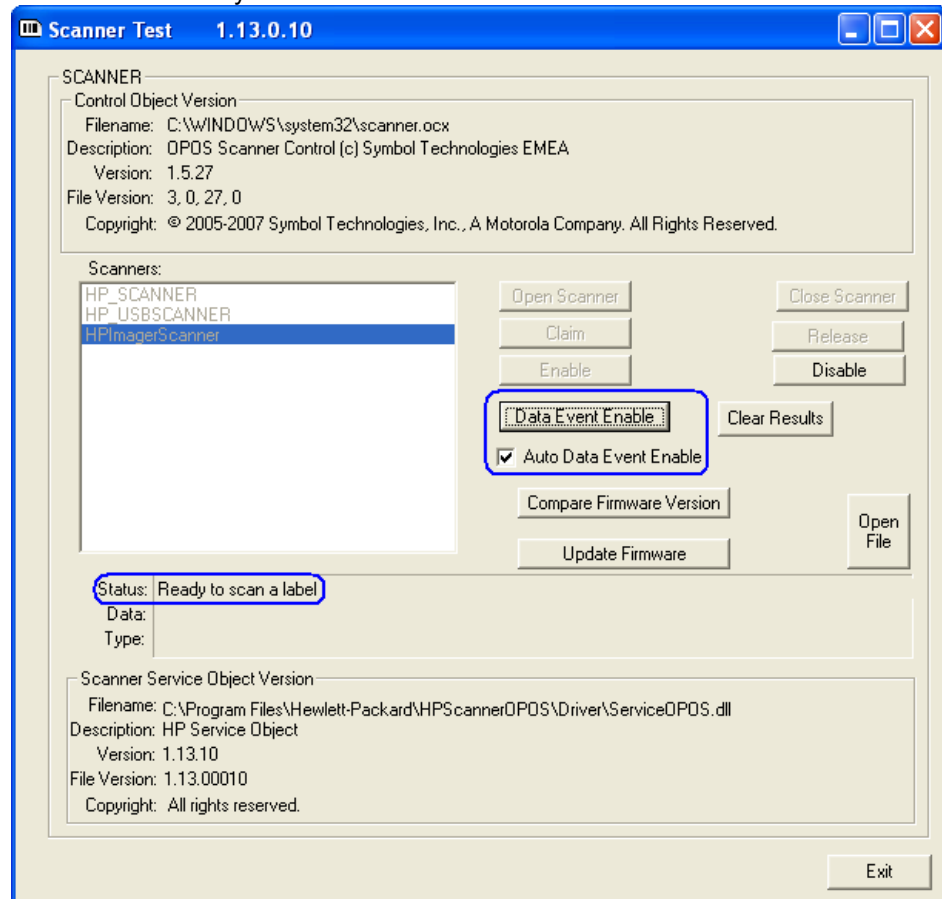 Scanner Test 1.13.0.10
SCANNER
Control Object Version
Filename: C:\WINDOWS\system32\scanner.ocx
Description: OPOS Scanner Control (c) Symbol Technologies EMEA
Version: 1.5.27
File Version: 3, 0, 27, 0
Copyright: © 2005-2007 Symbol Technologies, Inc., A Motorola Company. All Rights Reserved.
Scanners:
HP_SCANNER
HP_USBSCANNER
HPImagerScanner
Open Scanner
Close Scanner
Claim
Release
Enable
Disable
Data Event Enable
Clear Results
Auto Data Event Enable
Compare Firmware Version
Update Firmware
Open
File
Status: Ready to scan a label
Data:
Type:
Scanner Service Object Version
Filename: C:\Program Files\Hewlett-Packard\HPScannerOPOS\Driver\ServiceOPOS.dll
Description: HP Service Object
Version: 1.13.10
File Version: 1.13.00010
Copyright: All rights reserved.
Exit